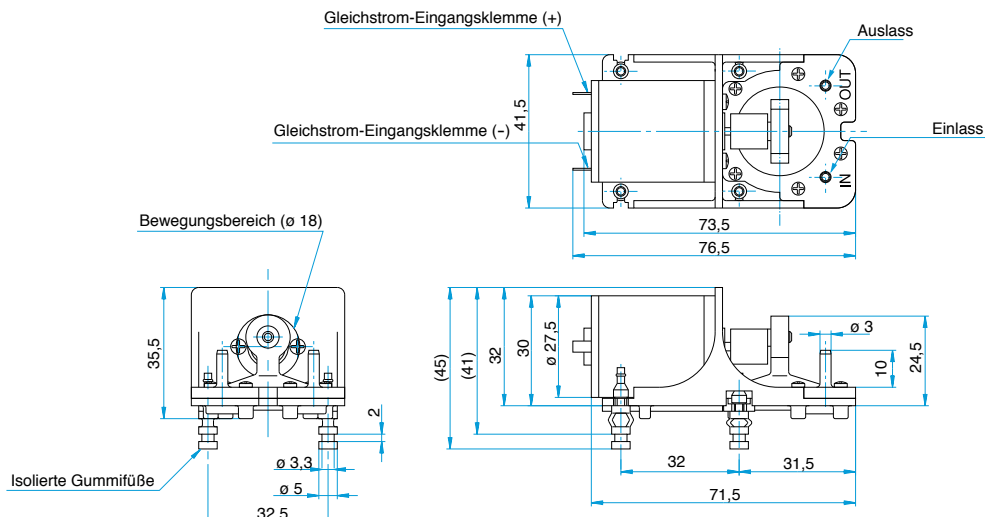 Gleichstrom-Eingangsklemme (+)
Auslass
OUT
41,5
Gleichstrom-Eingangsklemme (-)
Einlass
IN
73,5
76,5
Bewegungsbereich (ø 18)
35,5
2
ø 3,3
ø 5
32,5
Isolierte Gummifüße
(45)
(41)
32
30
ø 27,5
ø 3
10
24,5
32
31,5
71,5